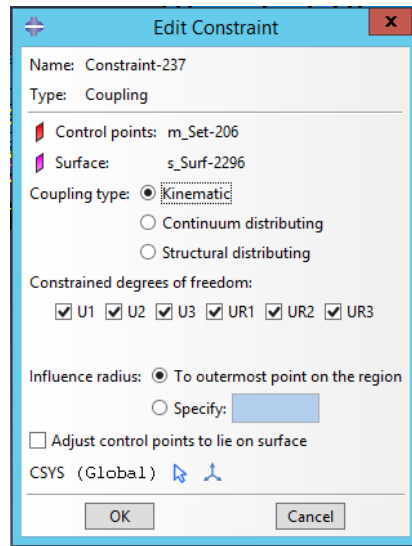 Edit Constraint
x
Name: Constraint-237
Type: Coupling
Control points: m_Set-206
Surface: s_Surf-2296
Coupling type: Kinematic
Continuum distributing
Structural distributing
Constrained degrees of freedom:
U1 U2 U3 UR1 UR2 UR3
Influence radius: To outermost point on the region
Specify:
Adjust control points to lie on surface
CSYS (Global)
OK Cancel